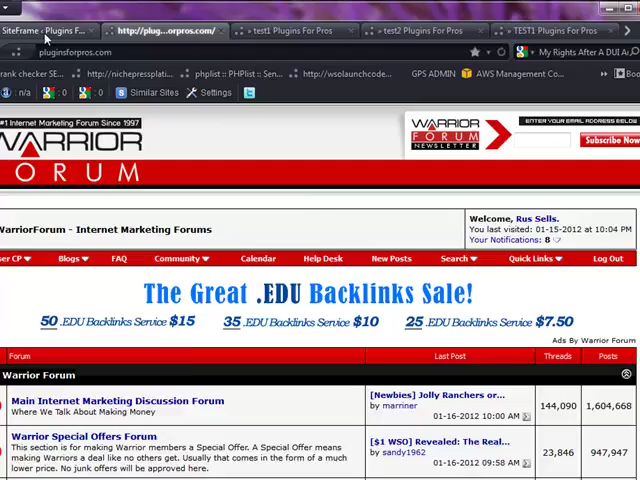 SiteFrame ‹ Plugins F...
http://plug...orpros.com/
» test1 Plugins For Pros
» test2 Plugins For Pros
» TEST1 Plugins For Pros
pluginsforpros.com
My Rights After A DUI A
rank checker SE...
http://nichepressplati...
phplist :: PHPlist :: Sen...
http://wsolaunchcode...
GPS ADMIN
AWS Management Co...
Boo
: n/a
: 0
: 0
Similar Sites
Settings
#1 Internet Marketing Forum Since 1997
WARRIOR
FORUM
WARRIOR
FORUM
NEWSLETTER
ENTER YOUR EMAIL ADDRESS BELOW
Subscribe Now
WarriorForum - Internet Marketing Forums
Welcome, Rus Sells.
You last visited: 01-15-2012 at 10:04 PM
Your Notifications: 8
ser CP
Blogs
FAQ
Community
Calendar
Help Desk
New Posts
Search
Quick Links
Log Out
The Great .EDU Backlinks Sale!
50 .EDU Backlinks Service $15
35 .EDU Backlinks Service $10
25 .EDU Backlinks Service $7.50
Ads By Warrior Forum
Forum
Last Post
Threads
Posts
Warrior Forum
Main Internet Marketing Discussion Forum
Where We Talk About Making Money
[Newbies] Jolly Ranchers or...
by marriner
01-16-2012 10:00 AM
144,090
1,604,668
Warrior Special Offers Forum
This section is for making Warrior members a Special Offer. A Special Offer means
making Warriors a deal like no others get. Usually that comes in the form of a much
lower price. No junk offers will be approved here.
[$1 WSO] Revealed: The Real...
by sandy1962
01-16-2012 09:58 AM
23,846
947,947